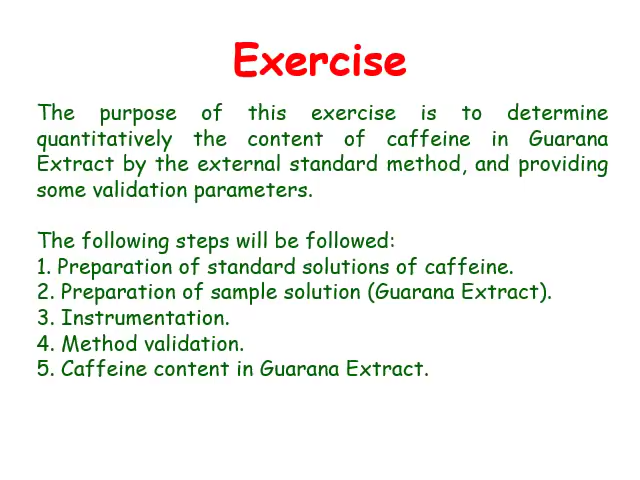 Exercise
The purpose of this exercise is to determine
quantitatively the content of caffeine in Guarana
Extract by the external standard method, and providing
some validation parameters.
The following steps will be followed:
1. Preparation of standard solutions of caffeine.
2. Preparation of sample solution (Guarana Extract).
3. Instrumentation.
4. Method validation.
5. Caffeine content in Guarana Extract.